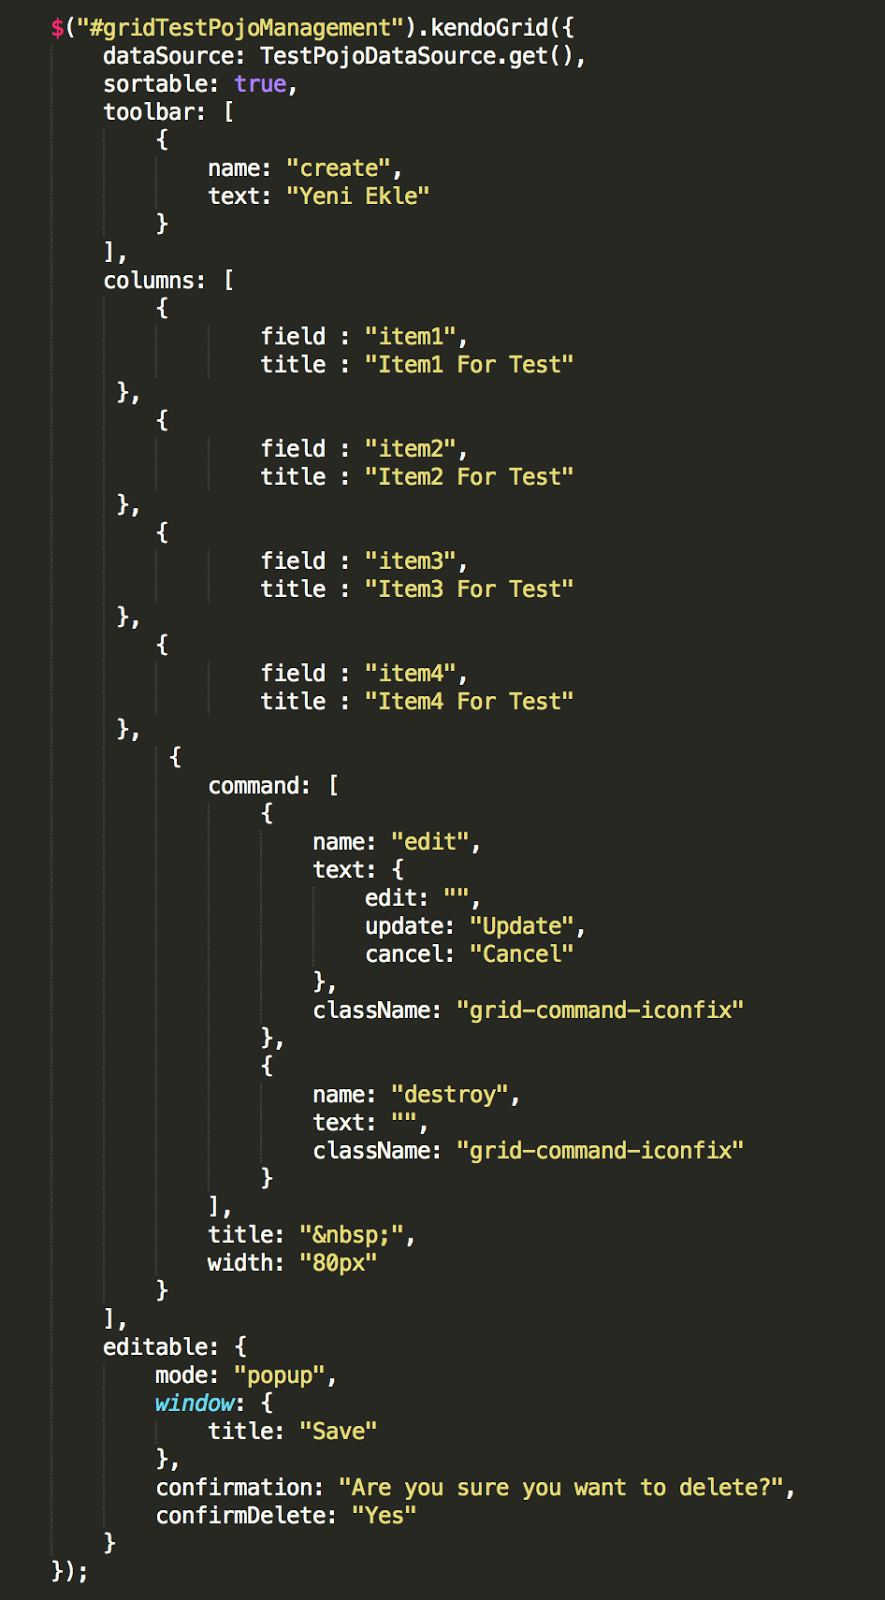 $("#gridTestPojoManagement").kendoGrid({
    dataSource: TestPojoDataSource.get(),
    sortable: true,
    toolbar: [
        {
            name: "create",
            text: "Yeni Ekle"
        }
    ],
    columns: [
        {
                field : "item1",
                title : "Item1 For Test"
     },
        {
                field : "item2",
                title : "Item2 For Test"
     },
        {
                field : "item3",
                title : "Item3 For Test"
     },
        {
                field : "item4",
                title : "Item4 For Test"
     },
         {
            command: [
                {
                    name: "edit",
                    text: {
                        edit: "",
                        update: "Update",
                        cancel: "Cancel"
                    },
                    className: "grid-command-iconfix"
                },
                {
                    name: "destroy",
                    text: "",
                    className: "grid-command-iconfix"
                }
            ],
            title: "&nbsp;",
            width: "80px"
        }
    ],
    editable: {
        mode: "popup",
        window: {
            title: "Save"
        },
        confirmation: "Are you sure you want to delete?",
        confirmDelete: "Yes"
    }
});